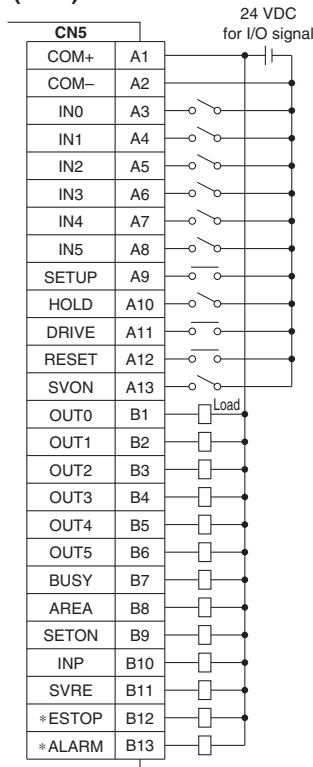 24 VDC
for I/O signal
CN5
COM+ A1
COM– A2
IN0 A3
IN1 A4
IN2 A5
IN3 A6
IN4 A7
IN5 A8
SETUP A9
HOLD A10
DRIVE A11
RESET A12
SVON A13
OUT0 B1 Load
OUT1 B2
OUT2 B3
OUT3 B4
OUT4 B5
OUT5 B6
BUSY B7
AREA B8
SETON B9
INP B10
SVRE B11
*ESTOP B12
*ALARM B13